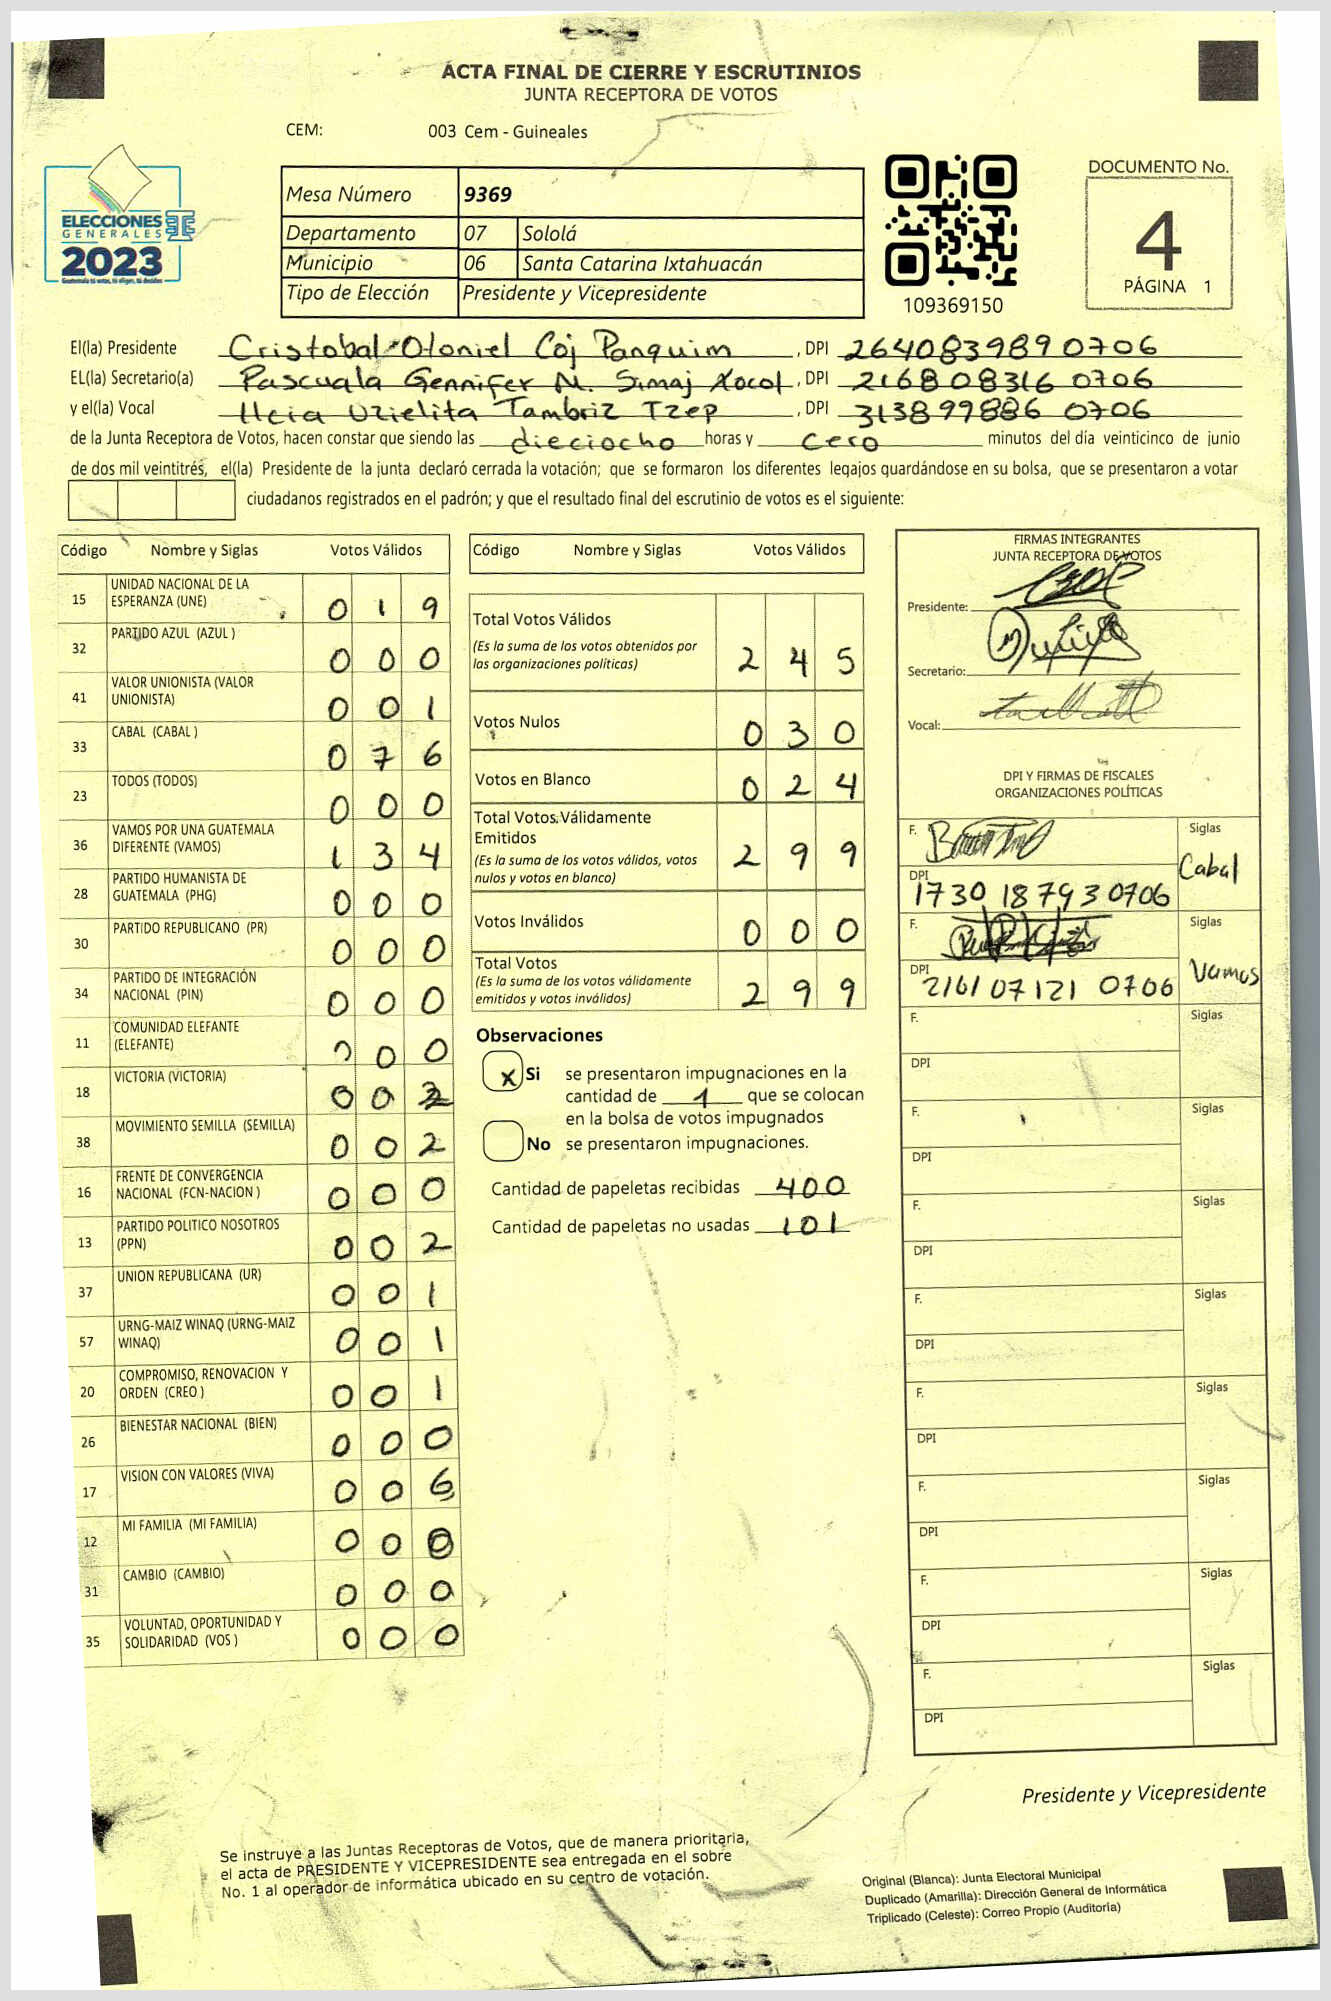 ACTA FINAL DE CIERRE Y ESCRUTINIOS
JUNTA RECEPTORA DE VOTOS
CEM: 003 Cem - Guineales
ELECCIONES
GENERALES
2023
Guatemala tú votas, tú eliges, tú decides
Mesa Número 9369
Departamento 07 Sololá
Municipio 06 Santa Catarina Ixtahuacán
Tipo de Elección Presidente y Vicepresidente
109369150
DOCUMENTO No.
4
PÁGINA 1
El(la) Presidente Cristobal Otoniel Coj Panquim, DPI 264083989 0706
EL(la) Secretario(a) Pascuala Gennifer N. Simaj Xocol, DPI 216808316 0706
y el(la) Vocal Uzielita Tambriz Tzep, DPI 313899886 0706
de la Junta Receptora de Votos, hacen constar que siendo las dieciocho horas y cero minutos del día veinticinco de junio
de dos mil veintitrés, el(la) Presidente de la junta declaró cerrada la votación; que se formaron los diferentes legajos guardándose en su bolsa, que se presentaron a votar
ciudadanos registrados en el padrón; y que el resultado final del escrutinio de votos es el siguiente:
Código Nombre y Siglas Votos Válidos
15 UNIDAD NACIONAL DE LA ESPERANZA (UNE) 0 1 9
32 PARTIDO AZUL (AZUL ) 0 0 0
41 VALOR UNIONISTA (VALOR UNIONISTA) 0 0 1
33 CABAL (CABAL ) 0 7 6
23 TODOS (TODOS) 0 0 0
36 VAMOS POR UNA GUATEMALA DIFERENTE (VAMOS) 1 3 4
28 PARTIDO HUMANISTA DE GUATEMALA (PHG) 0 0 0
30 PARTIDO REPUBLICANO (PR) 0 0 0
34 PARTIDO DE INTEGRACIÓN NACIONAL (PIN) 0 0 0
11 COMUNIDAD ELEFANTE (ELEFANTE) 0 0 0
18 VICTORIA (VICTORIA) 0 0 2
38 MOVIMIENTO SEMILLA (SEMILLA) 0 0 2
16 FRENTE DE CONVERGENCIA NACIONAL (FCN-NACION ) 0 0 0
13 PARTIDO POLITICO NOSOTROS (PPN) 0 0 2
37 UNION REPUBLICANA (UR) 0 0 1
57 URNG-MAIZ WINAQ (URNG-MAIZ WINAQ) 0 0 1
20 COMPROMISO, RENOVACION Y ORDEN (CREO ) 0 0 1
26 BIENESTAR NACIONAL (BIEN) 0 0 0
17 VISION CON VALORES (VIVA) 0 0 6
12 MI FAMILIA (MI FAMILIA) 0 0 0
31 CAMBIO (CAMBIO) 0 0 0
35 VOLUNTAD, OPORTUNIDAD Y SOLIDARIDAD (VOS ) 0 0 0
Código Nombre y Siglas Votos Válidos
Total Votos Válidos 2 4 5
(Es la suma de los votos obtenidos por
las organizaciones políticas)
Votos Nulos 0 3 0
Votos en Blanco 0 2 4
Total Votos Válidamente
Emitidos 2 9 9
(Es la suma de los votos válidos, votos
nulos y votos en blanco)
Votos Inválidos 0 0 0
Total Votos 2 9 9
(Es la suma de los votos válidamente
emitidos y votos inválidos)
Observaciones
x Si se presentaron impugnaciones en la
cantidad de 1 que se colocan
en la bolsa de votos impugnados
No se presentaron impugnaciones.
Cantidad de papeletas recibidas 400
Cantidad de papeletas no usadas 101
FIRMAS INTEGRANTES
JUNTA RECEPTORA DE VOTOS
Presidente:
Secretario:
Vocal:
DPI Y FIRMAS DE FISCALES
ORGANIZACIONES POLÍTICAS
F. Siglas
Cabal
DPI
1730 18793 0706
F. Siglas
Vamos
DPI
2161 07121 0706
F. Siglas
DPI
F. Siglas
DPI
F. Siglas
DPI
F. Siglas
DPI
F. Siglas
DPI
F. Siglas
DPI
F. Siglas
DPI
F. Siglas
DPI
Presidente y Vicepresidente
Se instruye a las Juntas Receptoras de Votos, que de manera prioritaria,
el acta de PRESIDENTE Y VICEPRESIDENTE sea entregada en el sobre
No. 1 al operador de informática ubicado en su centro de votación.
Original (Blanca): Junta Electoral Municipal
Duplicado (Amarilla): Dirección General de Informática
Triplicado (Celeste): Correo Propio (Auditoría)